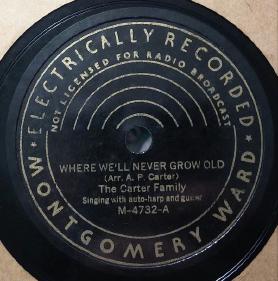 ELECTRICALLY RECORDED
NOT LICENSED FOR RADIO BROADCAST
WHERE WE'LL NEVER GROW OLD
(Arr. A. P. Carter)
The Carter Family
Singing with auto-harp and guitar
M-4732-A
MONTGOMERY WARD